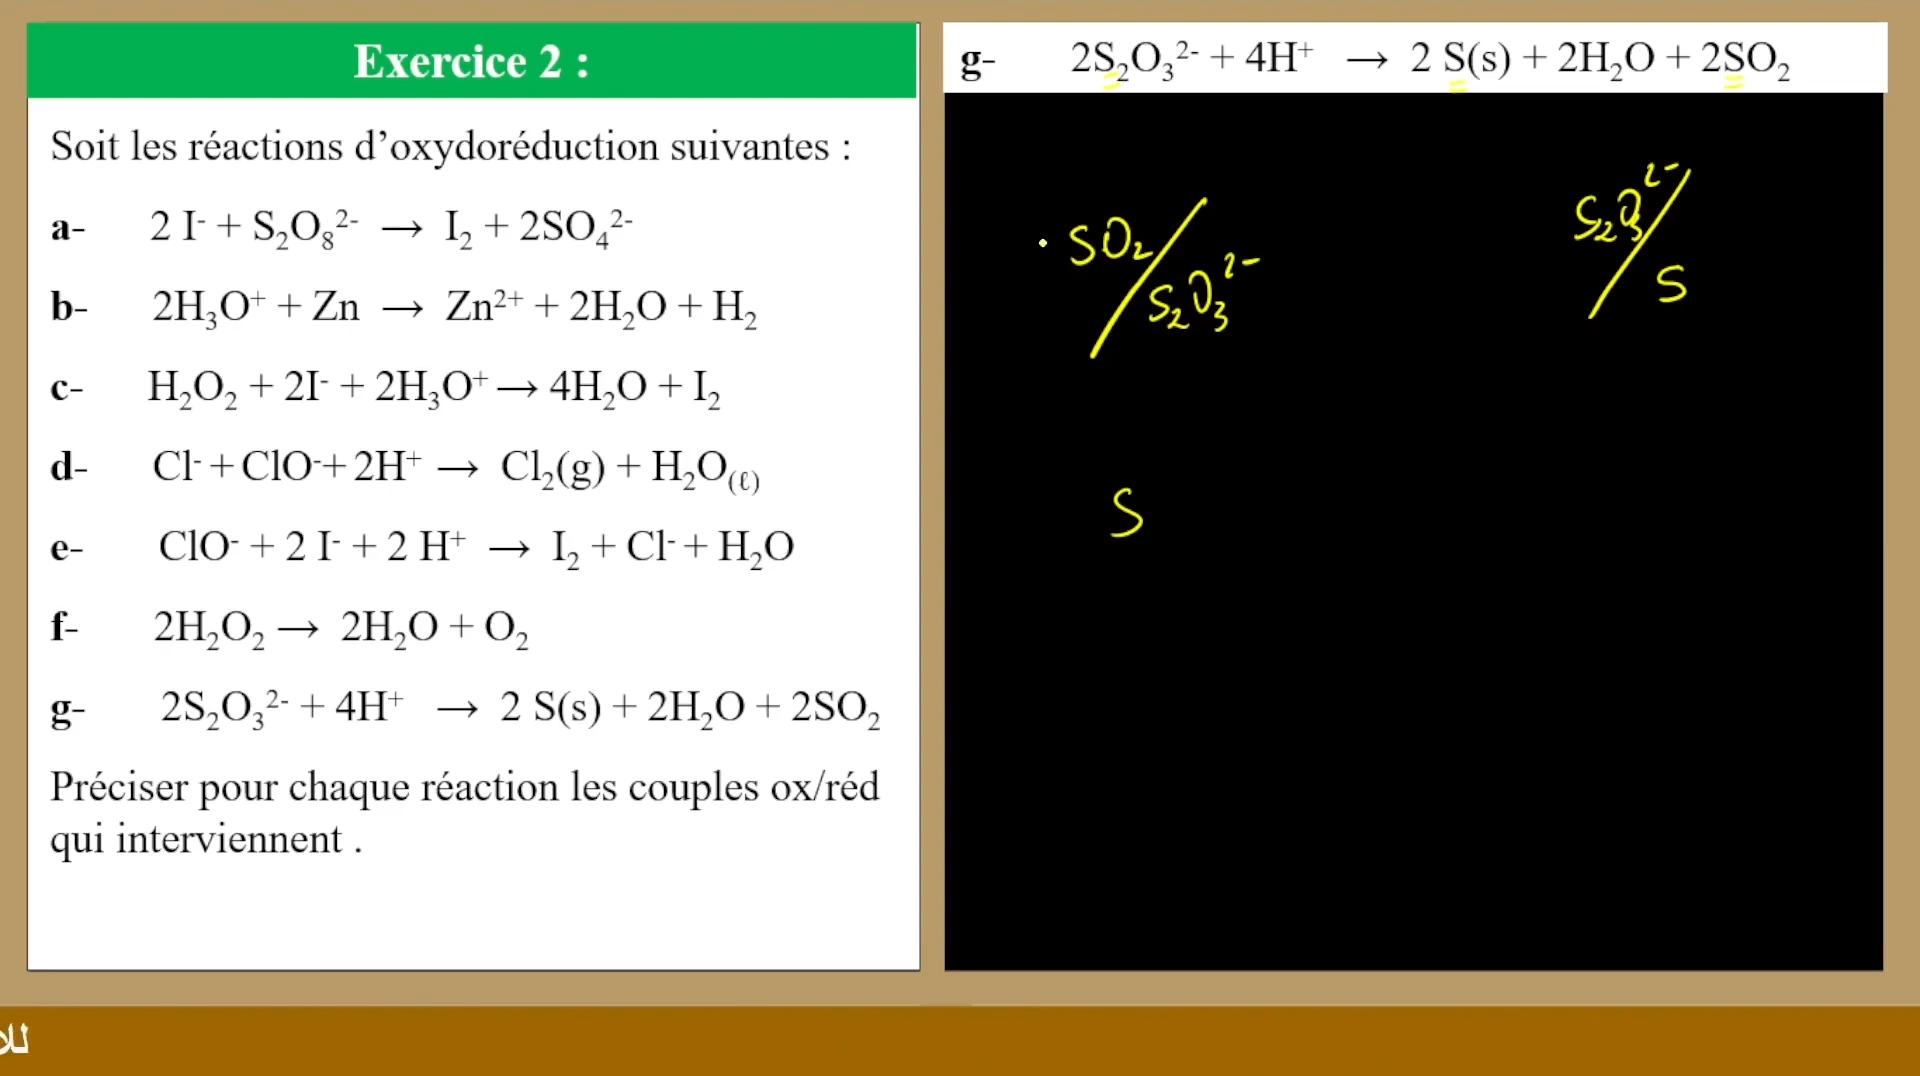 Exercice 2 :
Soit les réactions d’oxydoréduction suivantes :
a- 2 I⁻ + S₂O₈²⁻ → I₂ + 2SO₄²⁻
b- 2H₃O⁺ + Zn → Zn²⁺ + 2H₂O + H₂
c- H₂O₂ + 2I⁻ + 2H₃O⁺ → 4H₂O + I₂
d- Cl⁻ + ClO⁻ + 2H⁺ → Cl₂(g) + H₂O(ℓ)
e- ClO⁻ + 2 I⁻ + 2 H⁺ → I₂ + Cl⁻ + H₂O
f- 2H₂O₂ → 2H₂O + O₂
g- 2S₂O₃²⁻ + 4H⁺ → 2 S(s) + 2H₂O + 2SO₂
Préciser pour chaque réaction les couples ox/réd
qui interviennent .
g- 2S₂O₃²⁻ + 4H⁺ → 2 S(s) + 2H₂O + 2SO₂
SO₂/S₂O₃²⁻
S₂O₃²⁻/S
S